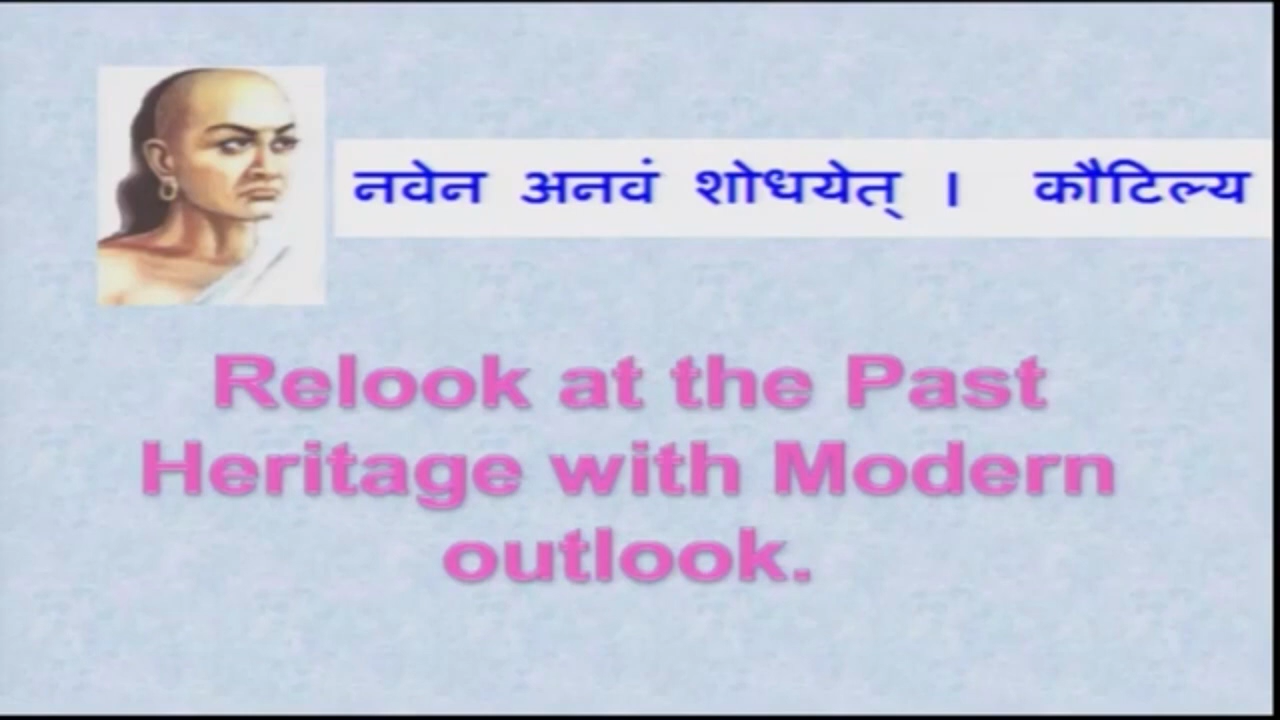 नवेन अनवं शोधयेत् । कौटिल्य
Relook at the Past
Heritage with Modern
outlook.